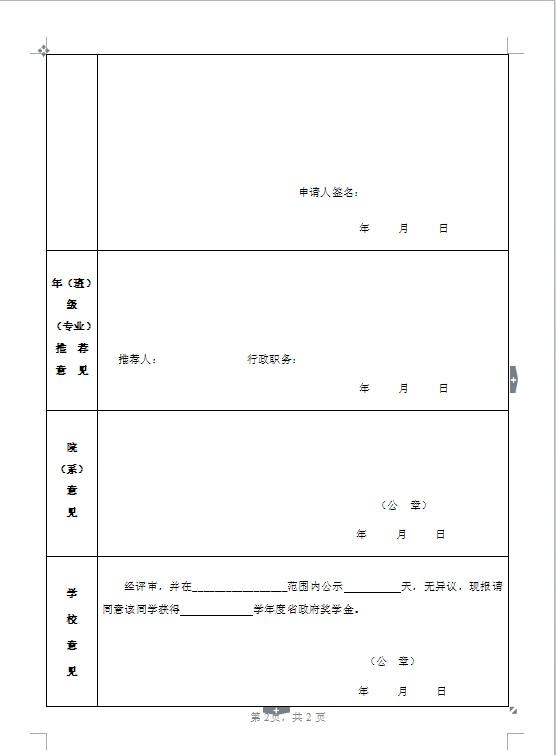 申请人签名：
年 月 日
年（班）
级
（专业）
推 荐
意 见
推荐人： 行政职务：
年 月 日
院
（系）
意
见
（公 章）
年 月 日
学
校
意
见
经评审，并在________________范围内公示__________天，无异议，现报请
同意该同学获得____________学年度省政府奖学金。
（公 章）
年 月 日
第 2页，共 2 页